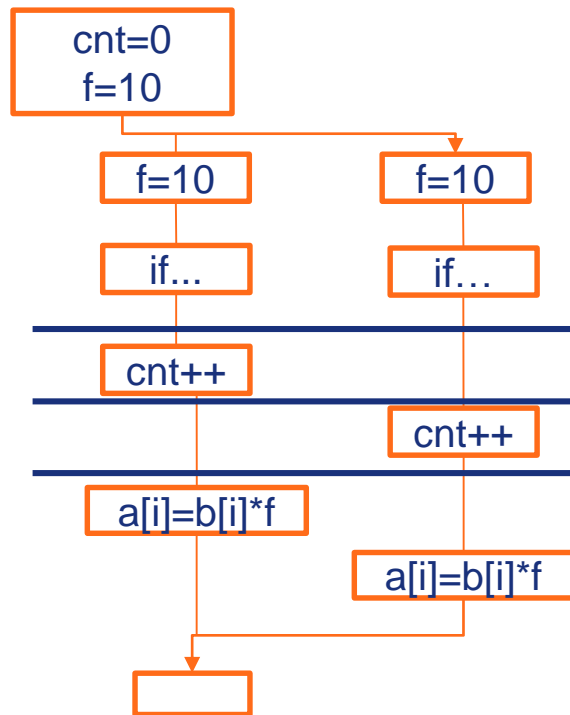 cnt=0
f=10
f=10
f=10
if...
if…
cnt++
cnt++
a[i]=b[i]*f
a[i]=b[i]*f